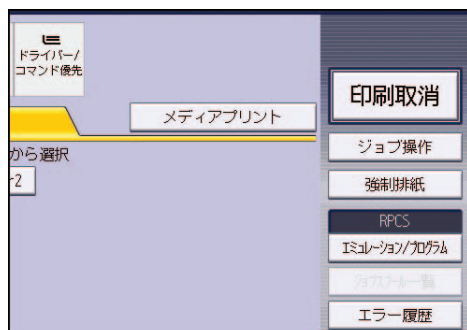 ドライバー/
コマンド優先
印刷取消
メディアプリント
ジョブ操作
から選択
r2
強制排紙
RPCS
エミュレーション/プログラム
ジョブスプール一覧
エラー履歴